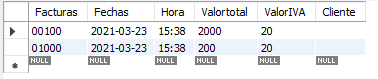 Facturas Fechas Hora Valortotal ValorIVA Cliente
00100 2021-03-23 15:38 2000 20
01000 2021-03-23 15:38 200 20
NULL NULL NULL NULL NULL NULL